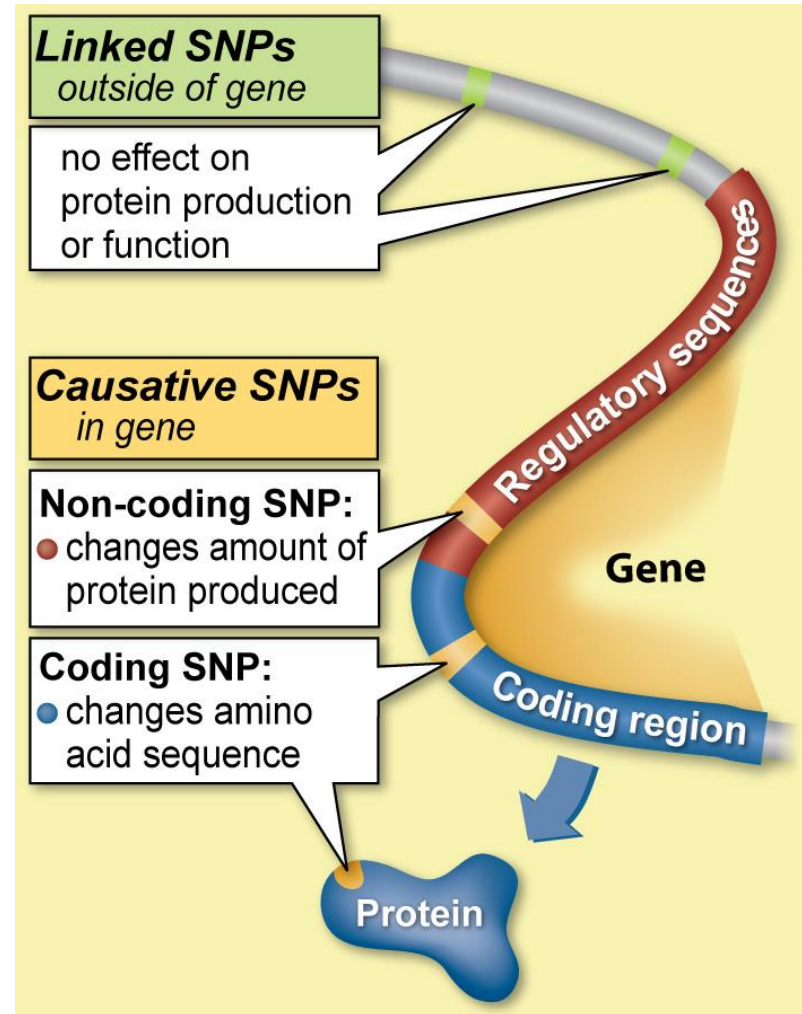 Linked SNPs
outside of gene
no effect on
protein production
or function
Regulatory sequences
Causative SNPs
in gene
Non-coding SNP:
changes amount of
protein produced
Gene
Coding SNP:
changes amino
acid sequence
Coding region
Protein